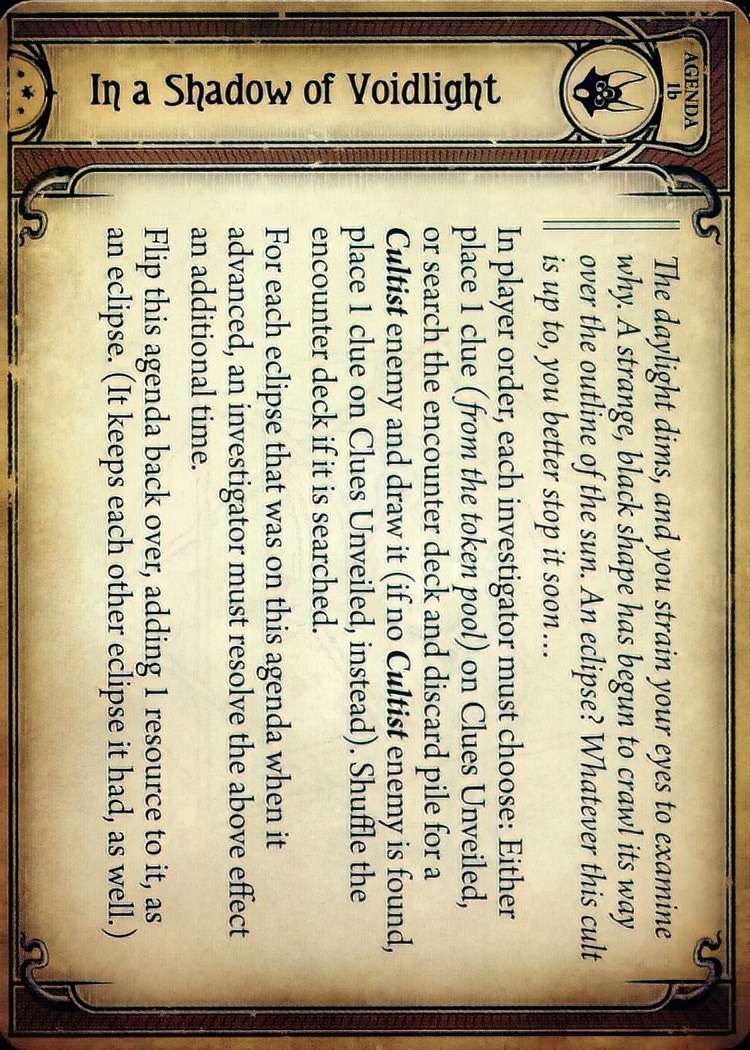 AGENDA
1b
In a Shadow of Voidlight
The daylight dims, and you strain your eyes to examine
why. A strange, black shape has begun to crawl its way
over the outline of the sun. An eclipse? Whatever this cult
is up to, you better stop it soon…
In player order, each investigator must choose: Either
place 1 clue (from the token pool) on Clues Unveiled,
or search the encounter deck and discard pile for a
Cultist enemy and draw it (if no Cultist enemy is found,
place 1 clue on Clues Unveiled, instead). Shuffle the
encounter deck if it is searched.
For each eclipse that was on this agenda when it
advanced, an investigator must resolve the above effect
an additional time.
Flip this agenda back over, adding 1 resource to it, as
an eclipse. (It keeps each other eclipse it had, as well.)